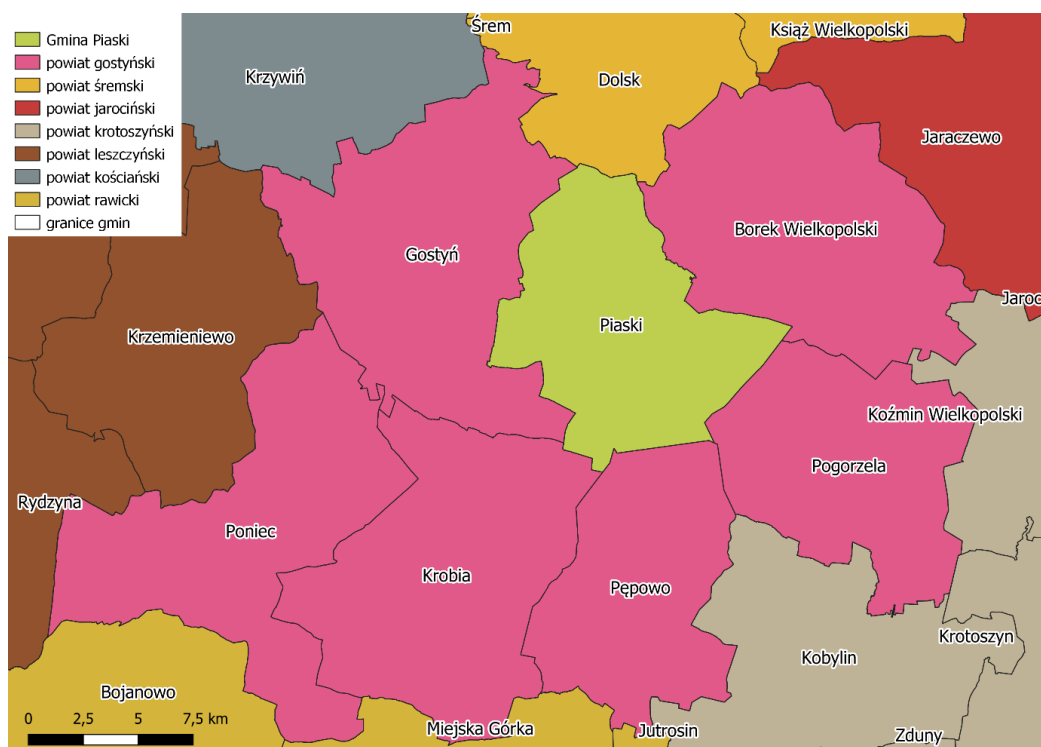 Gmina Piaski
powiat gostyński
powiat śremski
powiat jarociński
powiat krotoszyński
powiat leszczyński
powiat kościański
powiat rawicki
granice gmin
Śrem
Książ Wielkopolski
Krzywiń
Dolsk
Jaraczewo
Borek Wielkopolski
Gostyń
Jaroc
Piaski
Krzemieniewo
Koźmin Wielkopolski
Pogorzela
Rydzyna
Poniec
Krobia
Pępowo
Krotoszyn
Kobylin
Bojanowo
Miejska Górka
Jutrosin
Zduny
0 2,5 5 7,5 km